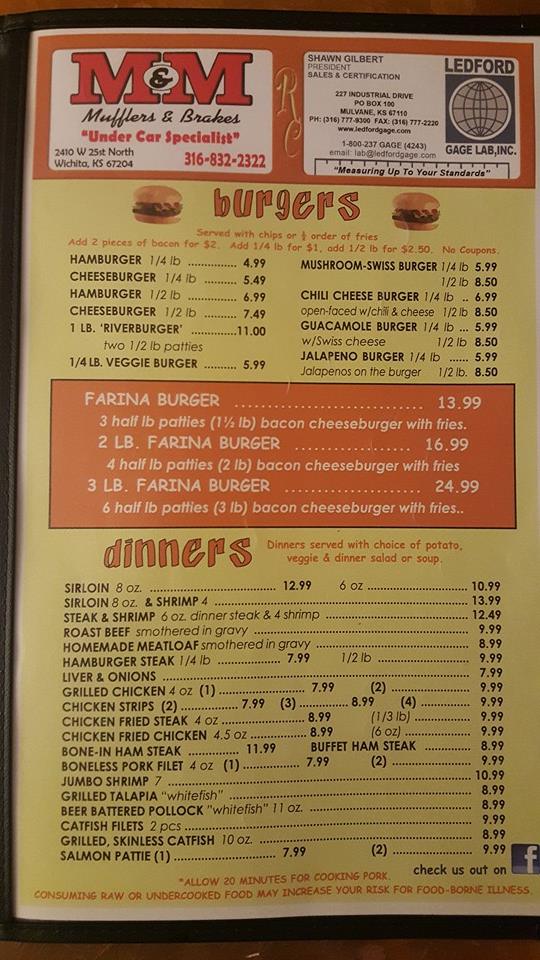 M&M
Mufflers & Brakes
"Under Car Specialist"
2410 W 25st North
Wichita, KS 67204
316-832-2322
RC
SHAWN GILBERT
PRESIDENT
SALES & CERTIFICATION
227 INDUSTRIAL DRIVE
PO BOX 100
MULVANE, KS 67110
PH: (316) 777-9300 FAX: (316) 777-2220
www.ledfordgage.com
1-800-237 GAGE (4243)
email: lab@ledfordgage.com
LEDFORD
GAGE LAB,INC.
"Measuring Up To Your Standards"
burgers
Served with chips or ½ order of fries
Add 2 pieces of bacon for $2. Add 1/4 lb for $1, add 1/2 lb for $2.50. No Coupons.
HAMBURGER 1/4 lb ............. 4.99
CHEESEBURGER 1/4 lb ........ 5.49
HAMBURGER 1/2 lb ............. 6.99
CHEESEBURGER 1/2 lb ........ 7.49
1 LB. 'RIVERBURGER' .............11.00
two 1/2 lb patties
1/4 LB. VEGGIE BURGER .......... 5.99
MUSHROOM-SWISS BURGER 1/4 lb 5.99
1/2 lb 8.50
CHILI CHEESE BURGER 1/4 lb .. 6.99
open-faced w/chili & cheese 1/2 lb 8.50
GUACAMOLE BURGER 1/4 lb ... 5.99
w/Swiss cheese 1/2 lb 8.50
JALAPENO BURGER 1/4 lb ...... 5.99
Jalapenos on the burger 1/2 lb. 8.50
FARINA BURGER ............................. 13.99
3 half lb patties (1½ lb) bacon cheeseburger with fries.
2 LB. FARINA BURGER .................. 16.99
4 half lb patties (2 lb) bacon cheeseburger with fries
3 LB. FARINA BURGER ..................... 24.99
6 half lb patties (3 lb) bacon cheeseburger with fries..
dinners
Dinners served with choice of potato,
veggie & dinner salad or soup.
SIRLOIN 8 oz. ............................... 12.99 6 oz ........................ 10.99
SIRLOIN 8 oz. & SHRIMP 4 ........................................ 13.99
STEAK & SHRIMP 6 oz. dinner steak & 4 shrimp ........................ 12.49
ROAST BEEF smothered in gravy ........................................ 9.99
HOMEMADE MEATLOAF smothered in gravy ........................ 8.99
HAMBURGER STEAK 1/4 lb ............... 7.99 1/2 lb ........................ 9.99
LIVER & ONIONS ........................................ 7.99
GRILLED CHICKEN 4 oz (1) ........................ 7.99 (2) ........................ 9.99
CHICKEN STRIPS (2) .................. 7.99 (3) .................. 8.99 (4) ............... 9.99
CHICKEN FRIED STEAK 4 oz ........................ 8.99 (1/3 lb) ............... 9.99
CHICKEN FRIED CHICKEN 4.5 oz ............... 8.99 (6 oz) ............... 9.99
BONE-IN HAM STEAK ............... 11.99 BUFFET HAM STEAK ............ 8.99
BONELESS PORK FILET 4 oz (1) ............... 7.99 (2) ........................ 9.99
JUMBO SHRIMP 7 ........................................ 10.99
GRILLED TALAPIA "whitefish" ........................................ 8.99
BEER BATTERED POLLOCK "whitefish" 11 oz. ........................ 8.99
CATFISH FILETS 2 pcs ........................................ 9.99
GRILLED, SKINLESS CATFISH 10 oz. ........................ 8.99
SALMON PATTIE (1) ........................ 7.99 (2) ........................ 9.99
check us out on f
*ALLOW 20 MINUTES FOR COOKING PORK.
CONSUMING RAW OR UNDERCOOKED FOOD MAY INCREASE YOUR RISK FOR FOOD-BORNE ILLNESS.